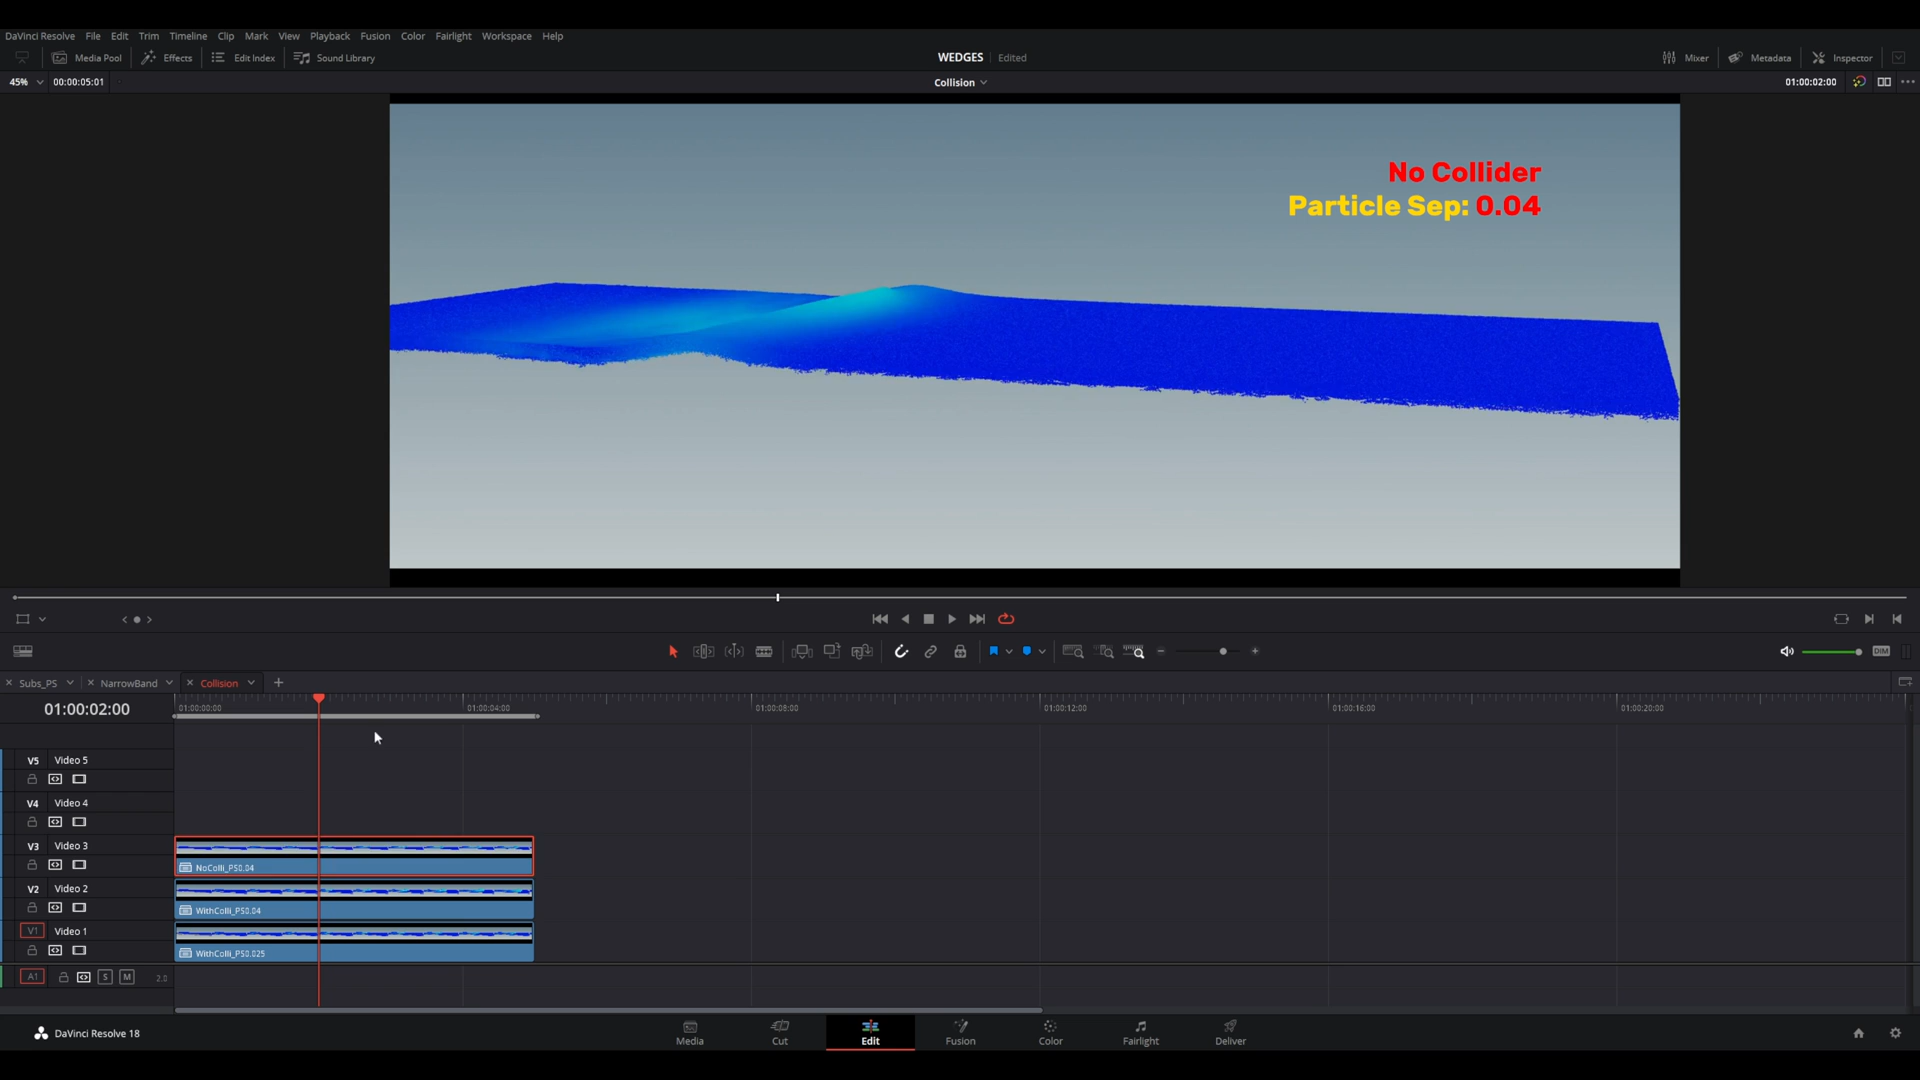 DaVinci Resolve File Edit Trim Timeline Clip Mark View Playback Fusion Color Fairlight Workspace Help
Media Pool Effects Edit Index Sound Library WEDGES Edited Mixer Metadata Inspector
45% 00:00:05:01 Collision 01:00:02:00
No Collider
Particle Sep: 0.04
DIM
Subs_PS NarrowBand Collision
01:00:02:00 01:00:00:00 01:00:04:00 01:00:08:00 01:00:12:00 01:00:16:00 01:00:20:00
V5 Video 5
V4 Video 4
V3 Video 3
NoColli_PS0.04
V2 Video 2
WithColli_PS0.04
V1 Video 1
WithColli_PS0.025
A1 S M 2.0
DaVinci Resolve 18 Media Cut Edit Fusion Color Fairlight Deliver